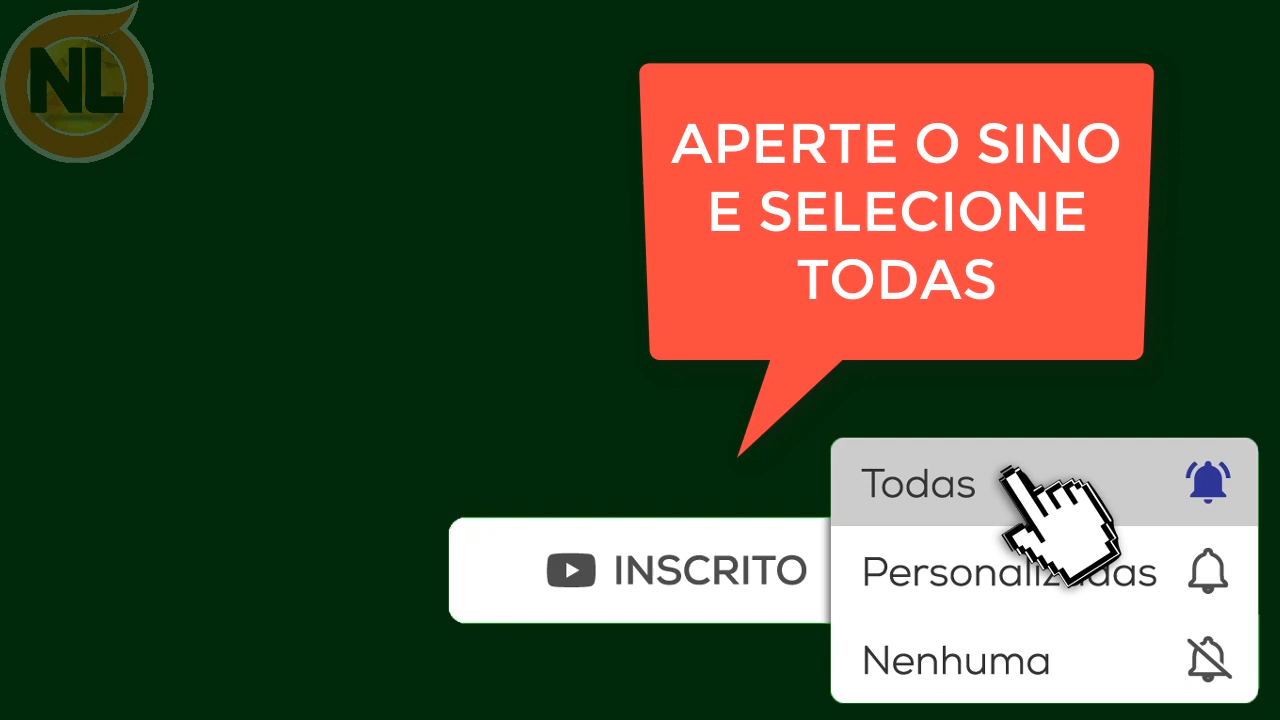 NL
APERTE O SINO
E SELECIONE
TODAS
Todas
INSCRITO
Personalizadas
Nenhuma